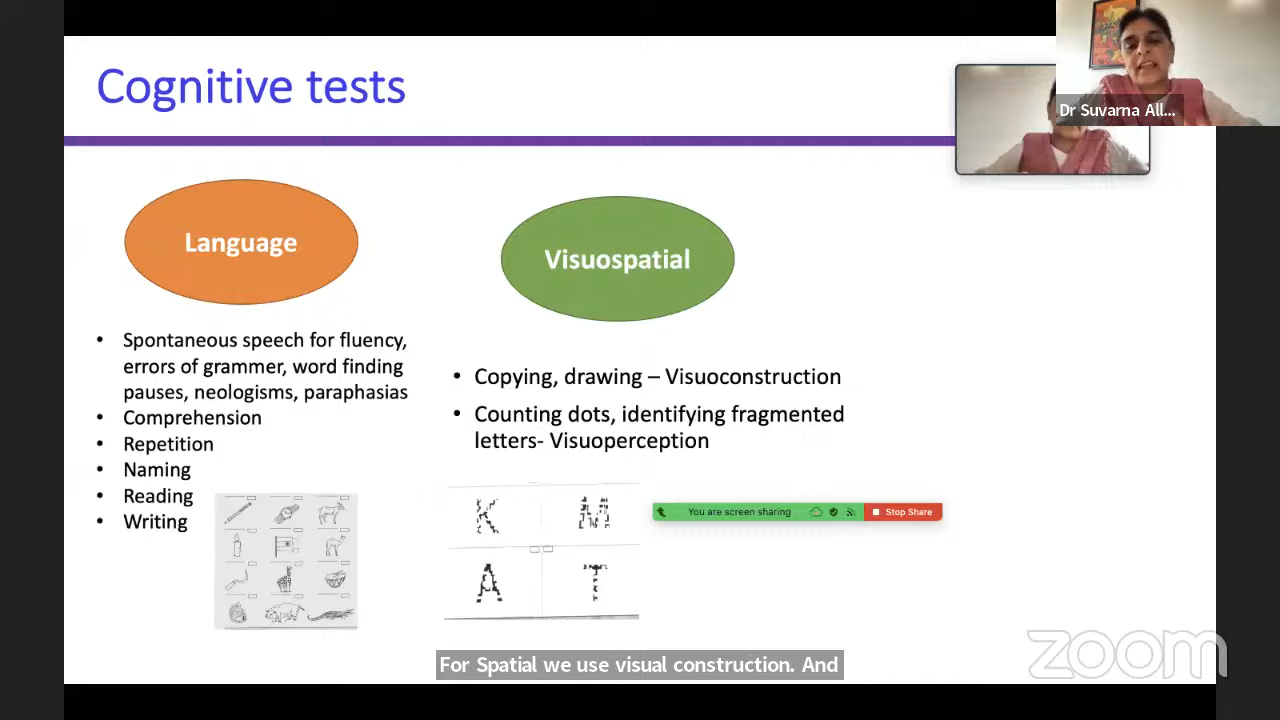 Cognitive tests
Dr Suvarna All...
Language
Visuospatial
• Spontaneous speech for fluency,
errors of grammer, word finding
pauses, neologisms, paraphasias
• Comprehension
• Repetition
• Naming
• Reading
• Writing
• Copying, drawing – Visuoconstruction
• Counting dots, identifying fragmented
letters- Visuoperception
K M
A T
You are screen sharing Stop Share
For Spatial we use visual construction. And
zoom